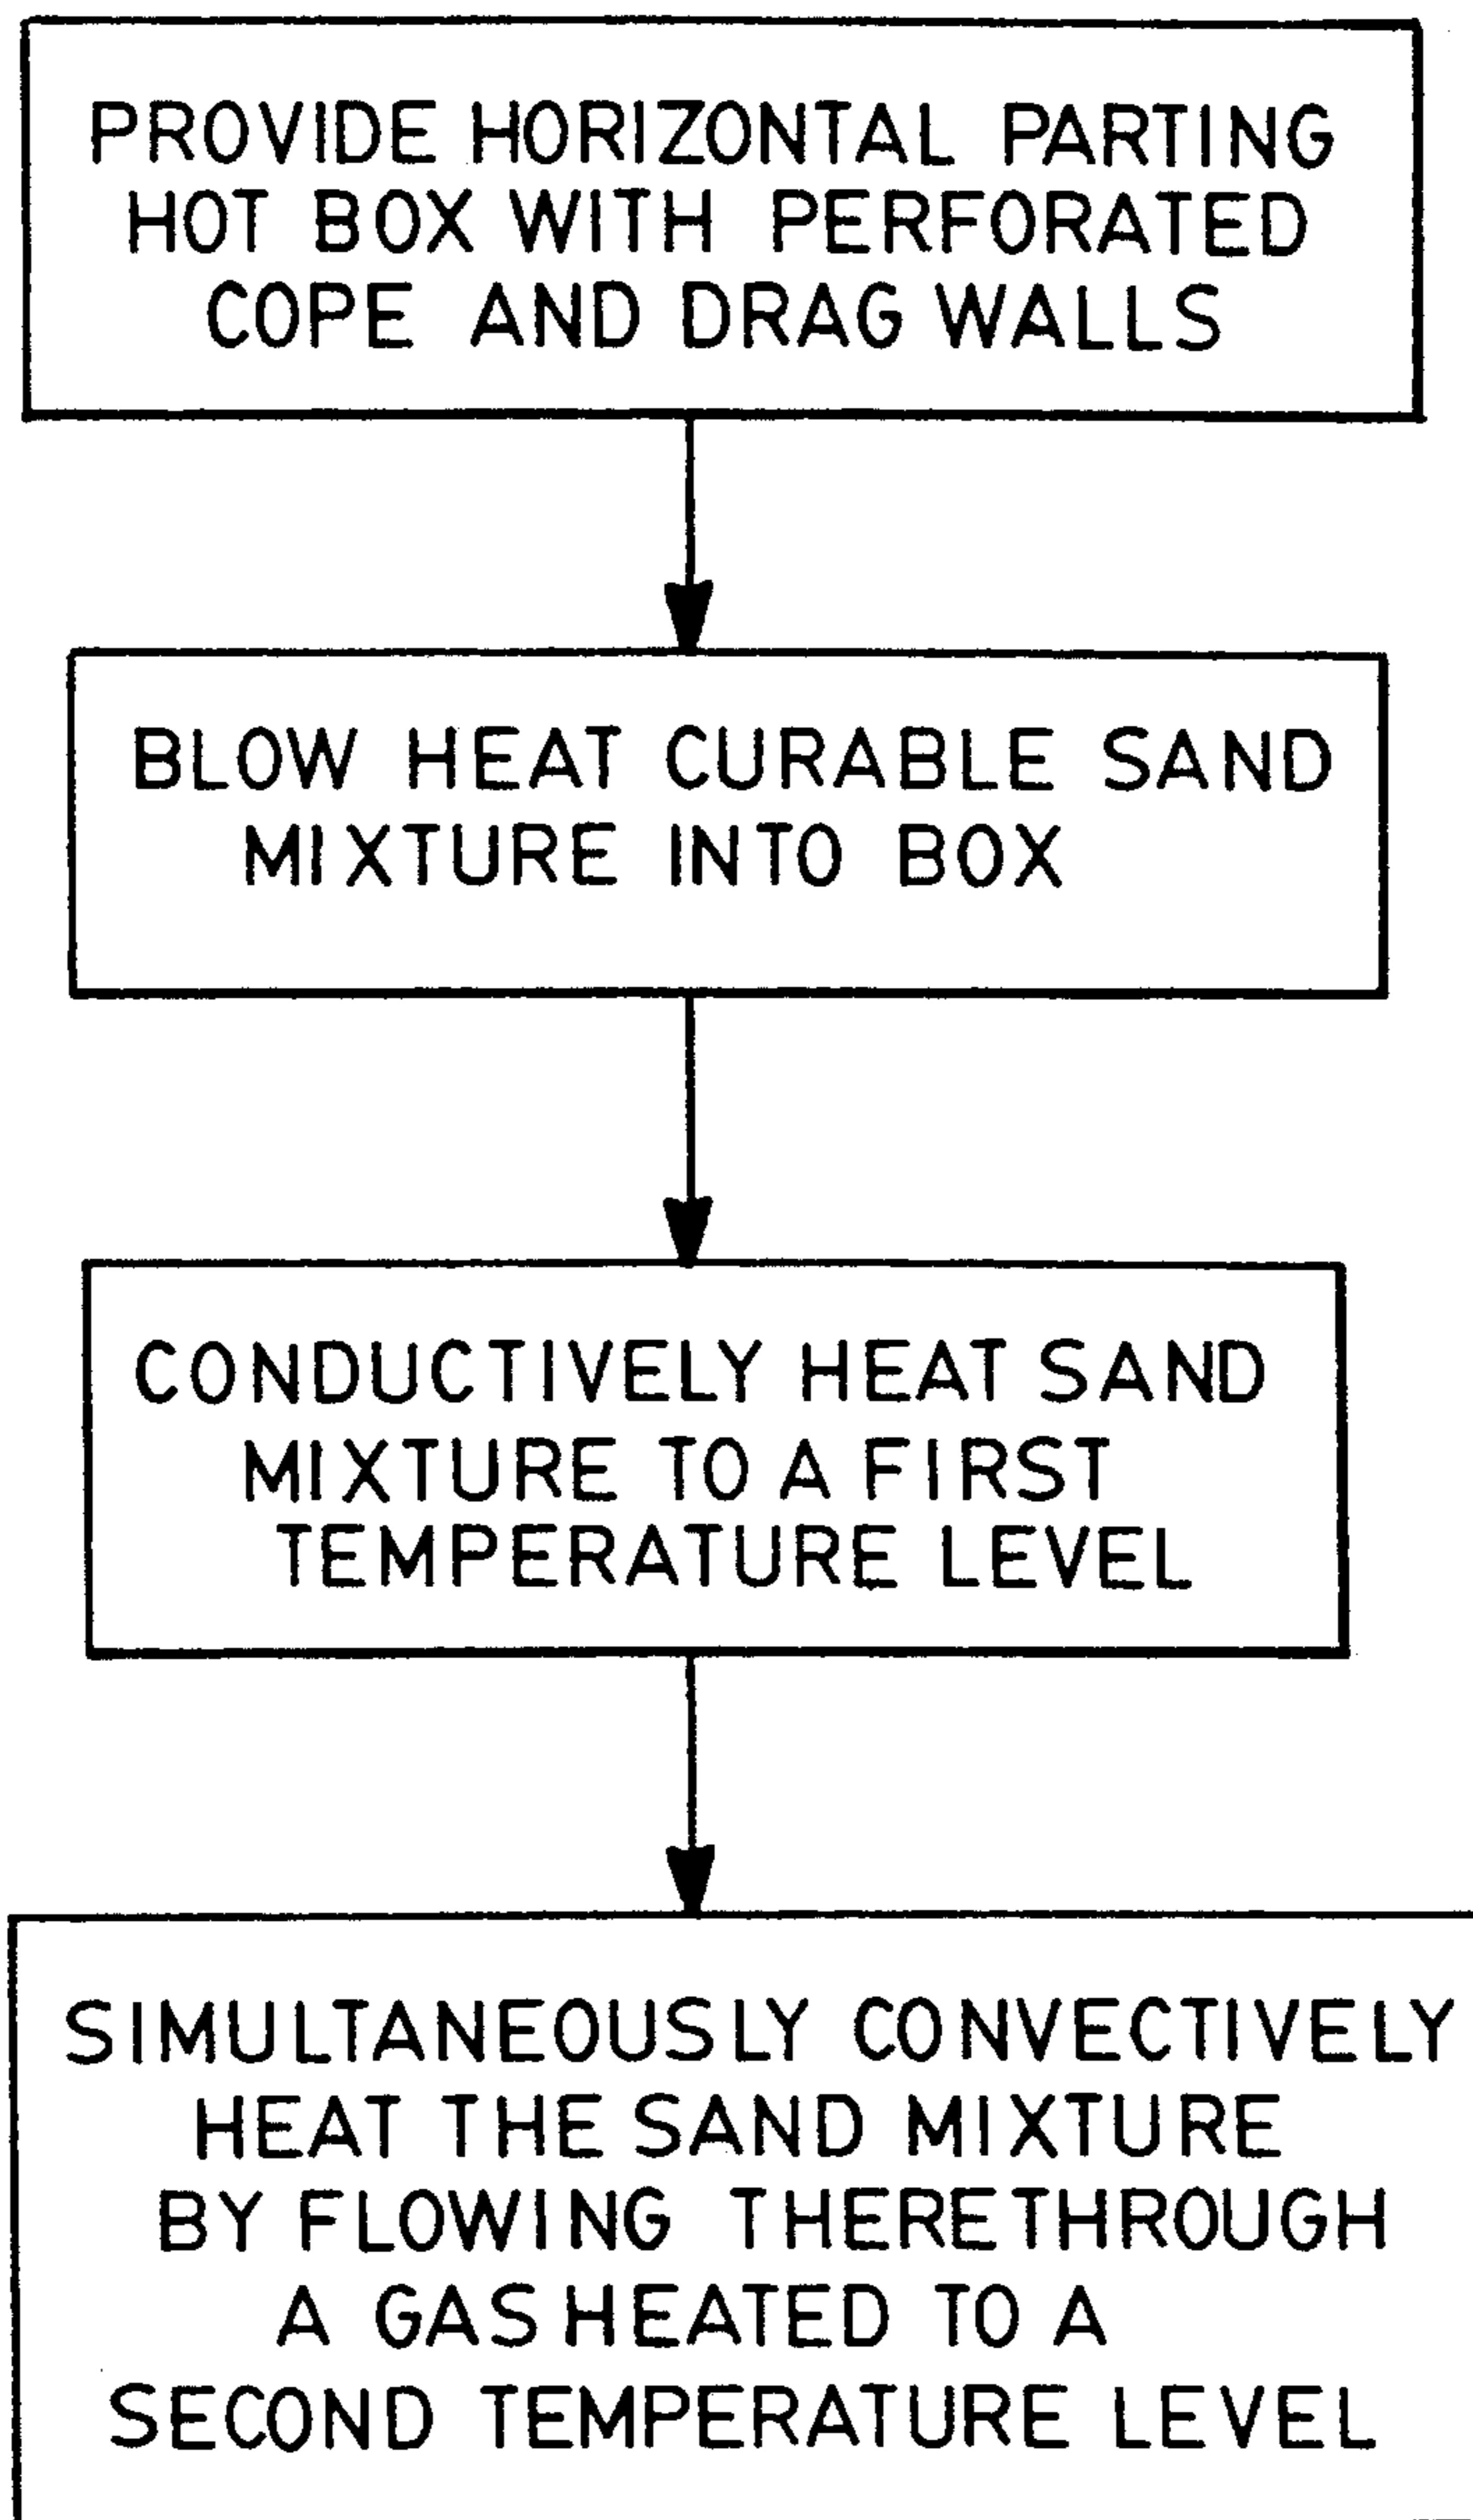 PROVIDE HORIZONTAL PARTING
HOT BOX WITH PERFORATED
COPE AND DRAG WALLS
BLOW HEAT CURABLE SAND
MIXTURE INTO BOX
CONDUCTIVELY HEAT SAND
MIXTURE TO A FIRST
TEMPERATURE LEVEL
SIMULTANEOUSLY CONVECTIVELY
HEAT THE SAND MIXTURE
BY FLOWING THERETHROUGH
A GAS HEATED TO A
SECOND TEMPERATURE LEVEL